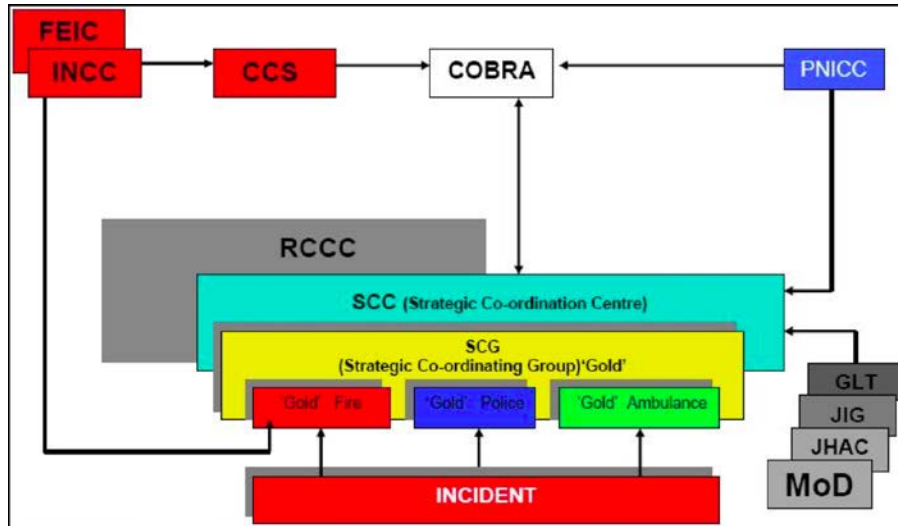 FEIC
INCC
CCS
COBRA
PNICC
RCCC
SCC (Strategic Co-ordination Centre)
SCG
(Strategic Co-ordinating Group)'Gold'
'Gold' Fire
'Gold': Police
'Gold' Ambulance
GLT
JIG
JHAC
MoD
INCIDENT